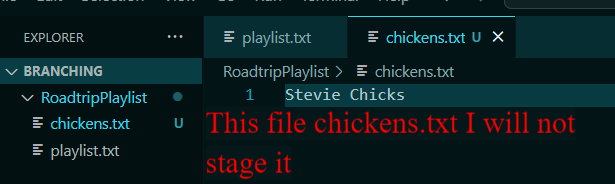 EXPLORER ...
playlist.txt
chickens.txt U
BRANCHING
RoadtripPlaylist > chickens.txt
RoadtripPlaylist
1 Stevie Chicks
chickens.txt U
playlist.txt
This file chickens.txt I will not
stage it